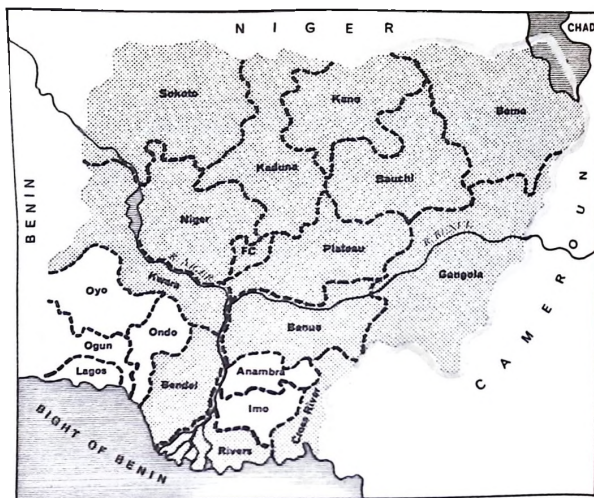 NIGER
CHAD
Sokoto
Kano
Borno
Kaduna
Bauchi
BENIN
Niger
FC
Plateau
R. BENUE
R. NIGER
Gongola
CAMEROUN
Kwara
Oyo
Ondo
Benue
Ogun
Lagos
Bendel
Anambra
Imo
Cross River
Rivers
BIGHT OF BENIN